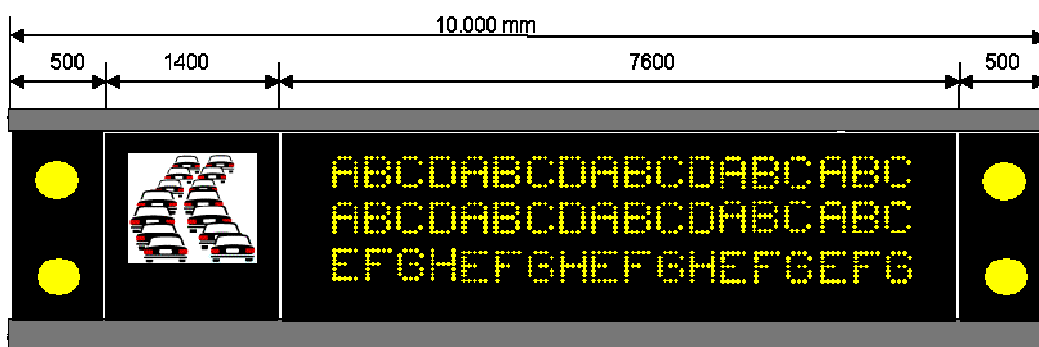 10.000 mm
500 1400 7600 500
ABCDABCDABCDABCABC
ABCDABCDABCDABCABC
EFGHEFGHEFGHEFGEFG